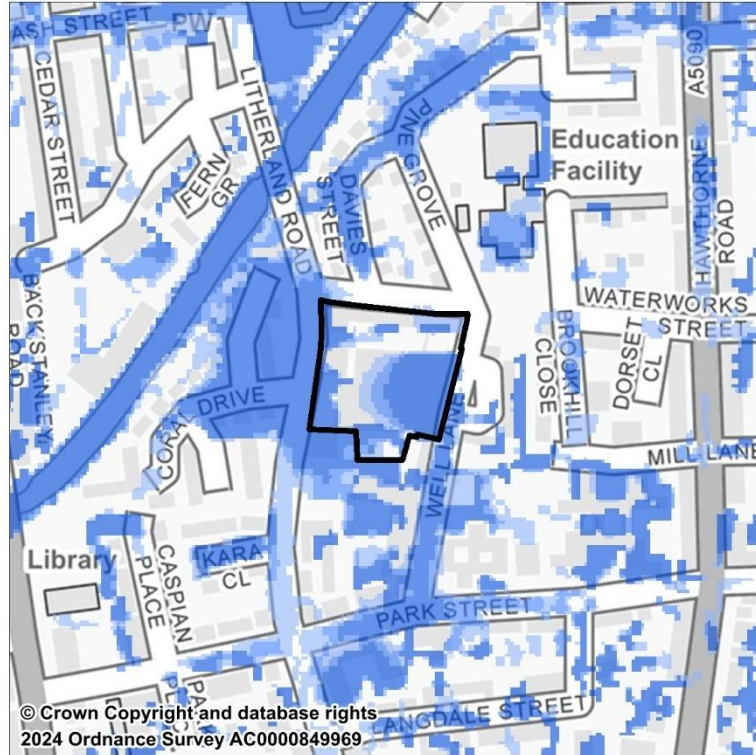 ASH STREET
PW
CEDAR STREET
LITHERLAND ROAD
FERN
GR
DAVIES
STREET
PINE GROVE
Education
Facility
A5090
HAWTHORNE
ROAD
BACK STANLEY
ROAD
WATERWORKS
STREET
DORSET
CL
BROOKHILL
CLOSE
CORAL DRIVE
WELL LANE
MILL LANE
Library
KARA
CL
CASPIAN
PLACE
PARK STREET
LANGDALE STREET
© Crown Copyright and database rights
2024 Ordnance Survey AC0000849969